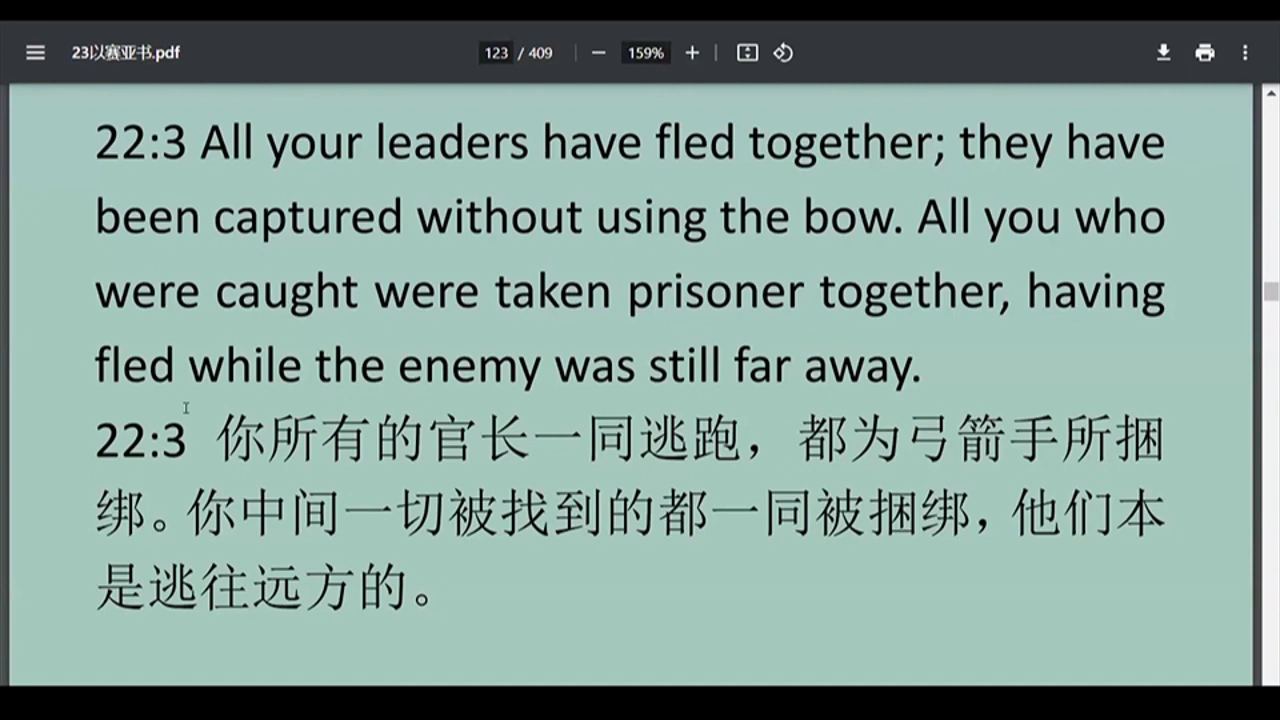 23以赛亚书.pdf
123 / 409
159%
22:3 All your leaders have fled together; they have
been captured without using the bow. All you who
were caught were taken prisoner together, having
fled while the enemy was still far away.
22:3 你所有的官长一同逃跑，都为弓箭手所捆
绑。你中间一切被找到的都一同被捆绑，他们本
是逃往远方的。